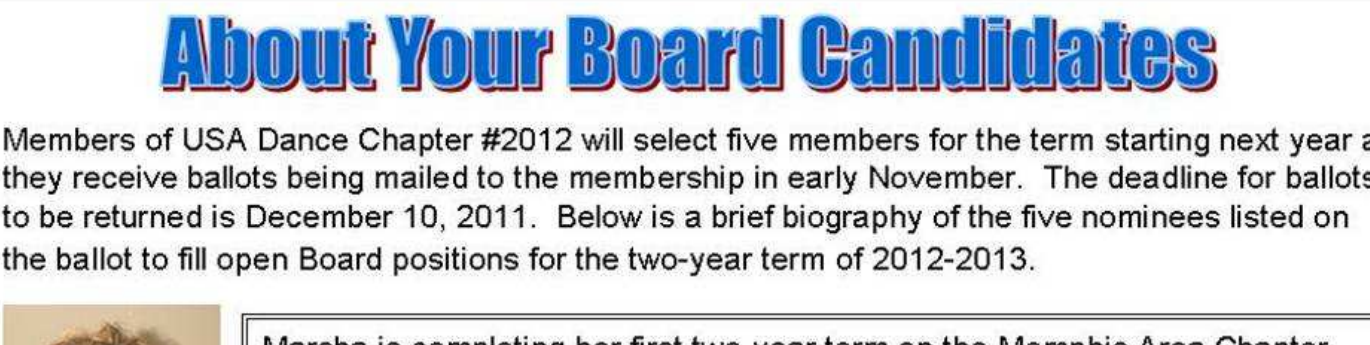 About Your Board Candidates
Members of USA Dance Chapter #2012 will select five members for the term starting next year
they receive ballots being mailed to the membership in early November. The deadline for ballots
to be returned is December 10, 2011. Below is a brief biography of the five nominees listed on
the ballot to fill open Board positions for the two-year term of 2012-2013.
Marsha is completing her first two-year term on the Memphis Area Chapter